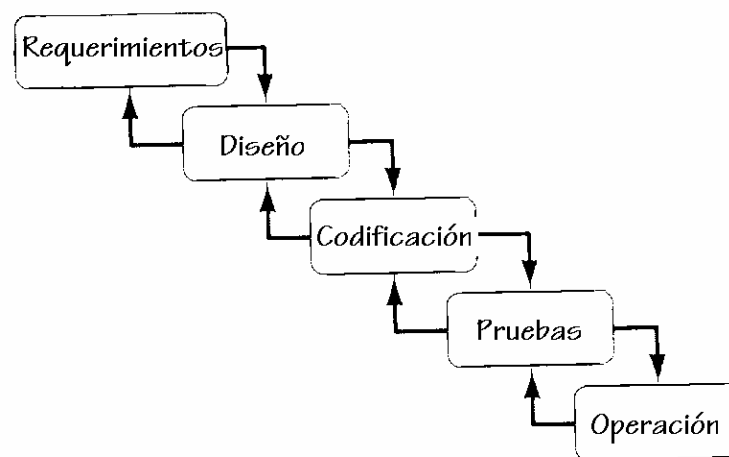 Requerimientos
Diseño
Codificación
Pruebas
Operación